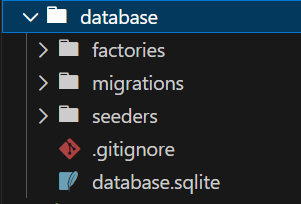 database
factories
migrations
seeders
.gitignore
database.sqlite